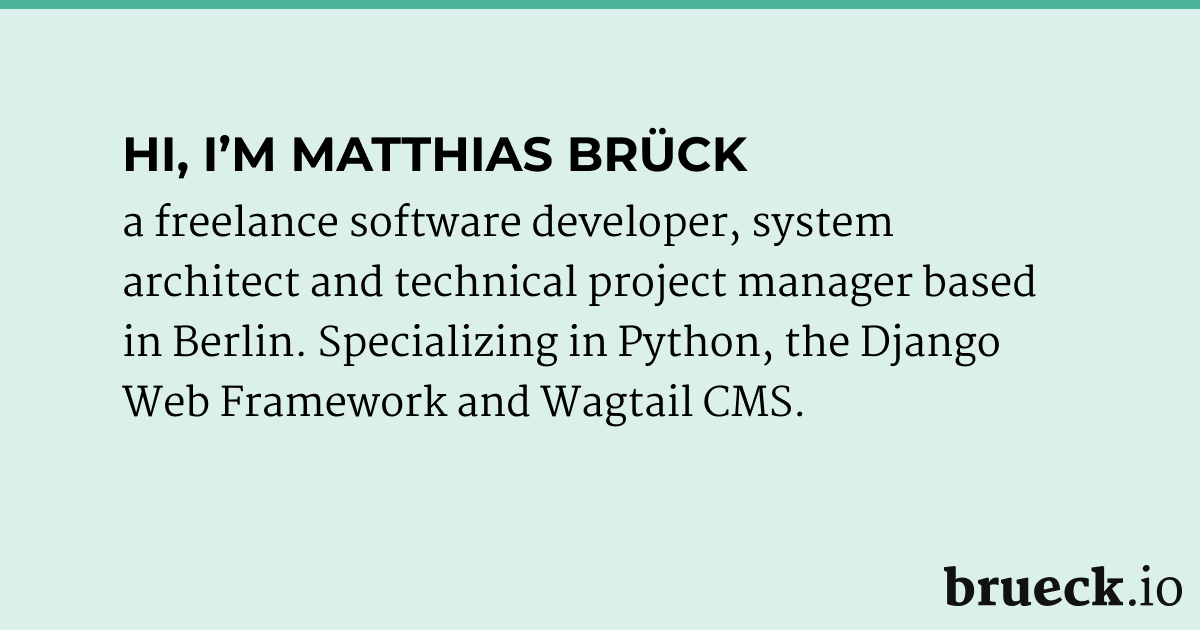 HI, I’M MATTHIAS BRÜCK
a freelance software developer, system
architect and technical project manager based
in Berlin. Specializing in Python, the Django
Web Framework and Wagtail CMS.
brueck.io